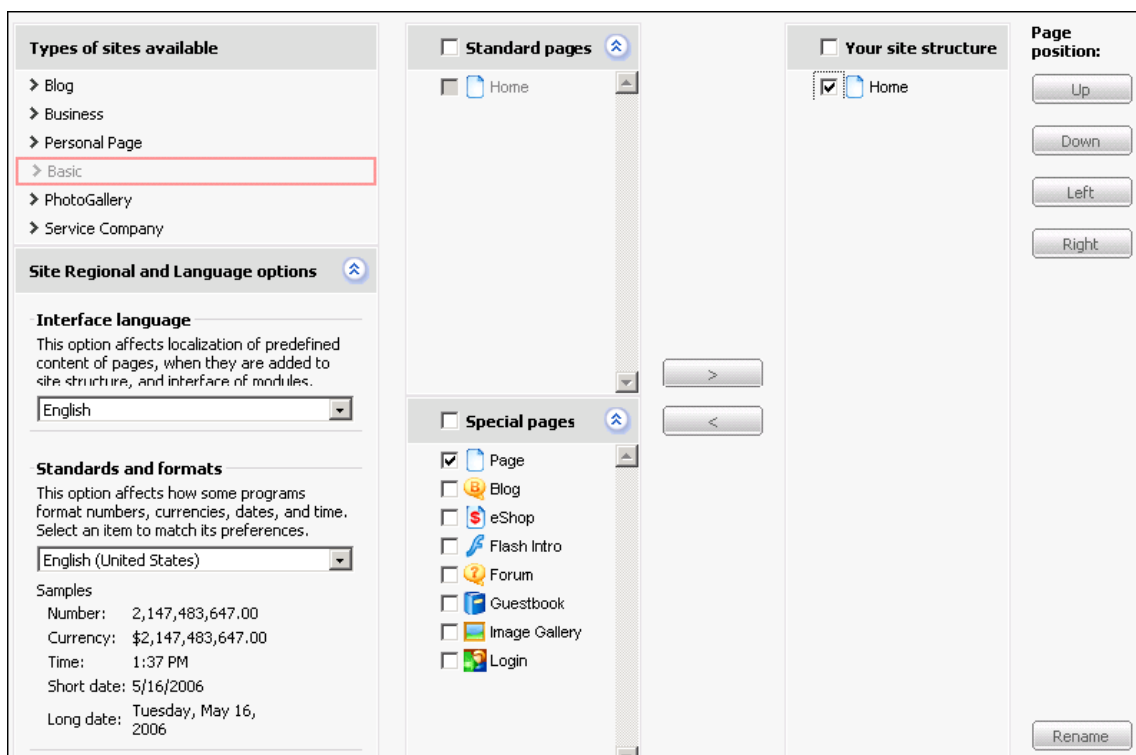 Types of sites available
Blog
Business
Personal Page
Basic
PhotoGallery
Service Company
Site Regional and Language options
Interface language
This option affects localization of predefined
content of pages, when they are added to
site structure, and interface of modules.
English
Standards and formats
This option affects how some programs
format numbers, currencies, dates, and time.
Select an item to match its preferences.
English (United States)
Samples
Number: 2,147,483,647.00
Currency: $2,147,483,647.00
Time: 1:37 PM
Short date: 5/16/2006
Long date: Tuesday, May 16,
2006
Standard pages
Home
Special pages
Page
Blog
eShop
Flash Intro
Forum
Guestbook
Image Gallery
Login
>
<
Your site structure
Home
Page
position:
Up
Down
Left
Right
Rename